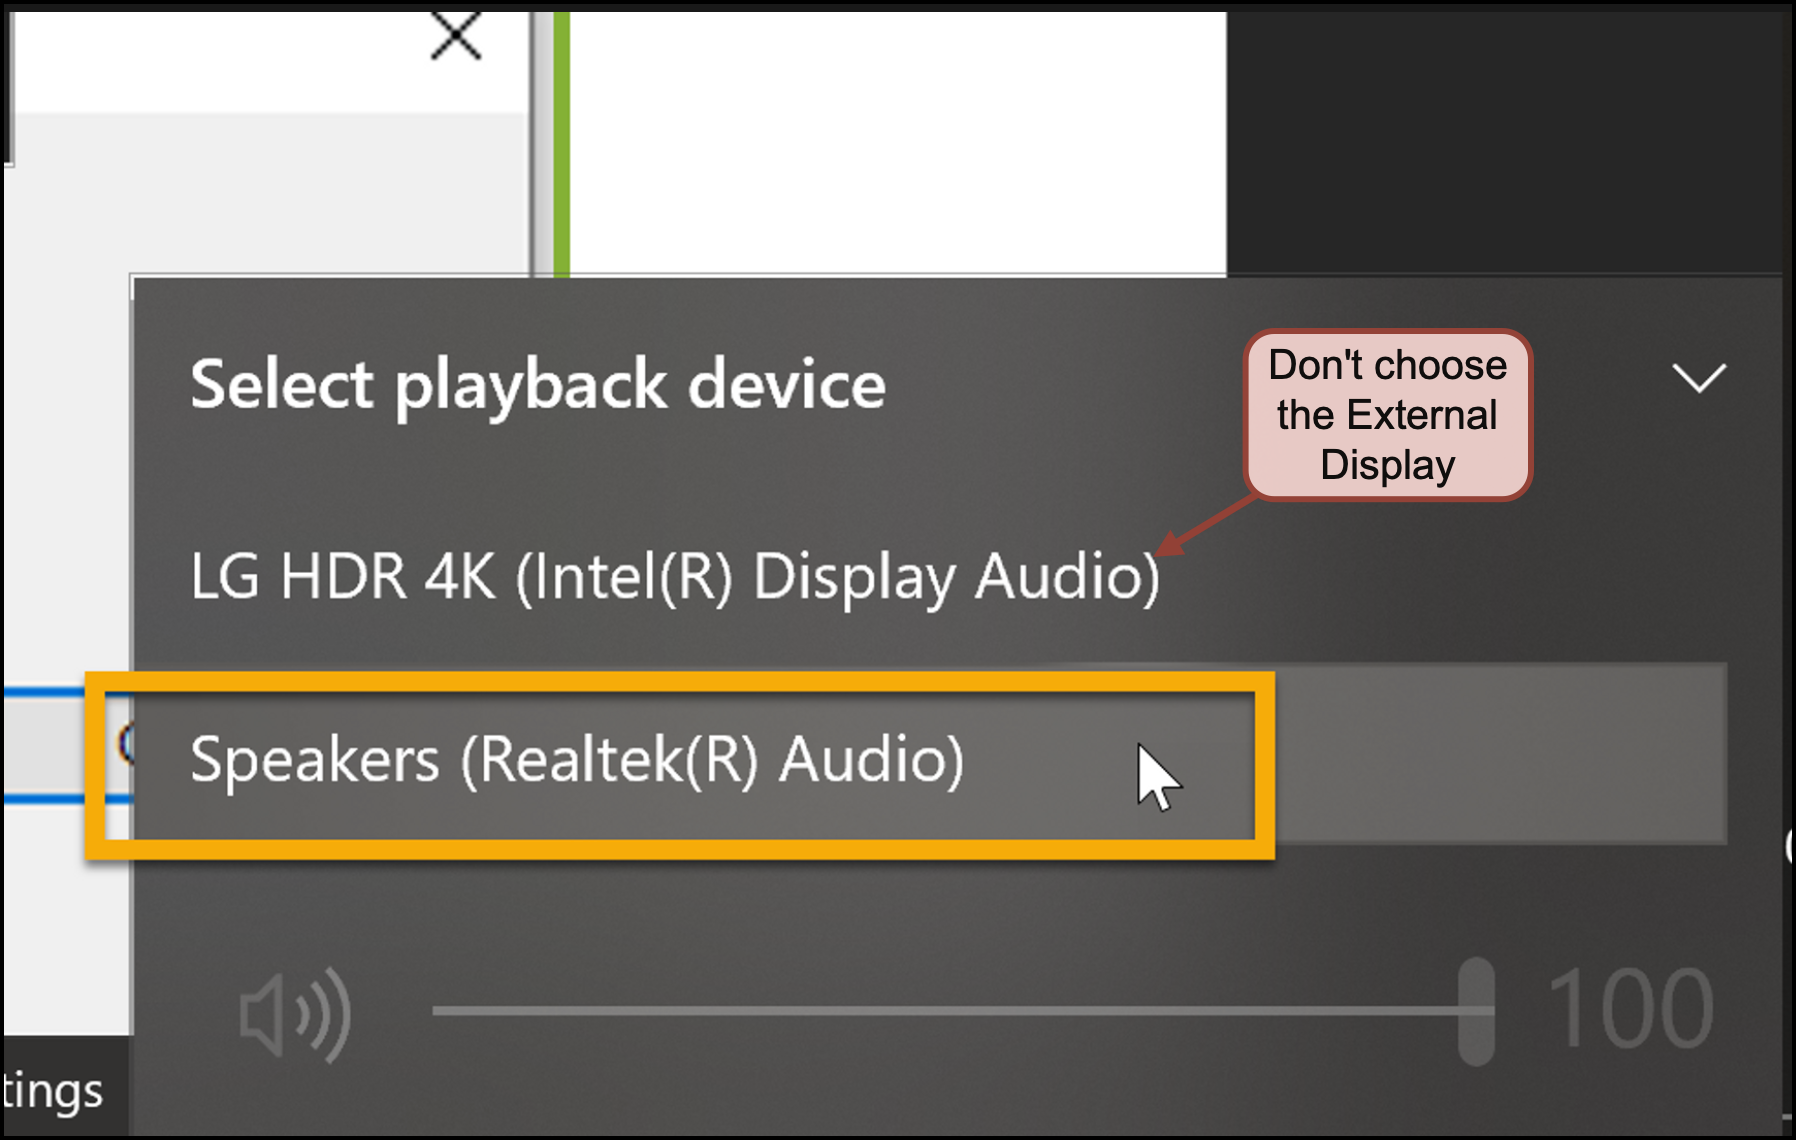 Select playback device
Don't choose
the External
Display
LG HDR 4K (Intel(R) Display Audio)
Speakers (Realtek(R) Audio)
100
tings